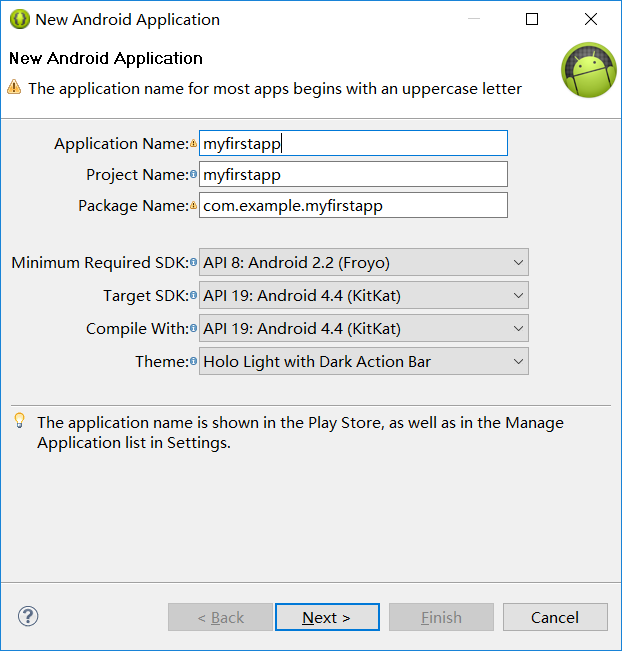 New Android Application
New Android Application
The application name for most apps begins with an uppercase letter
Application Name: myfirstapp
Project Name: myfirstapp
Package Name: com.example.myfirstapp
Minimum Required SDK: API 8: Android 2.2 (Froyo)
Target SDK: API 19: Android 4.4 (KitKat)
Compile With: API 19: Android 4.4 (KitKat)
Theme: Holo Light with Dark Action Bar
The application name is shown in the Play Store, as well as in the Manage
Application list in Settings.
< Back Next > Finish Cancel